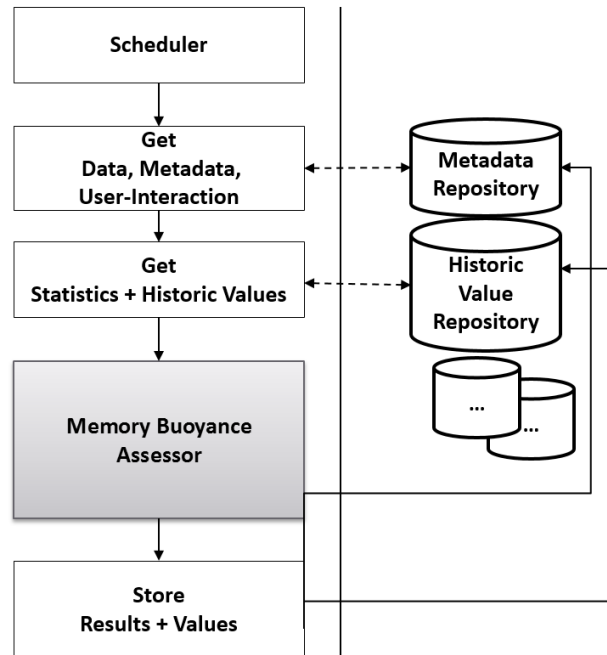 Scheduler
Get
Data, Metadata,
User-Interaction
Metadata
Repository
Get
Statistics + Historic Values
Historic
Value
Repository
Memory Buoyance
Assessor
...
...
Store
Results + Values